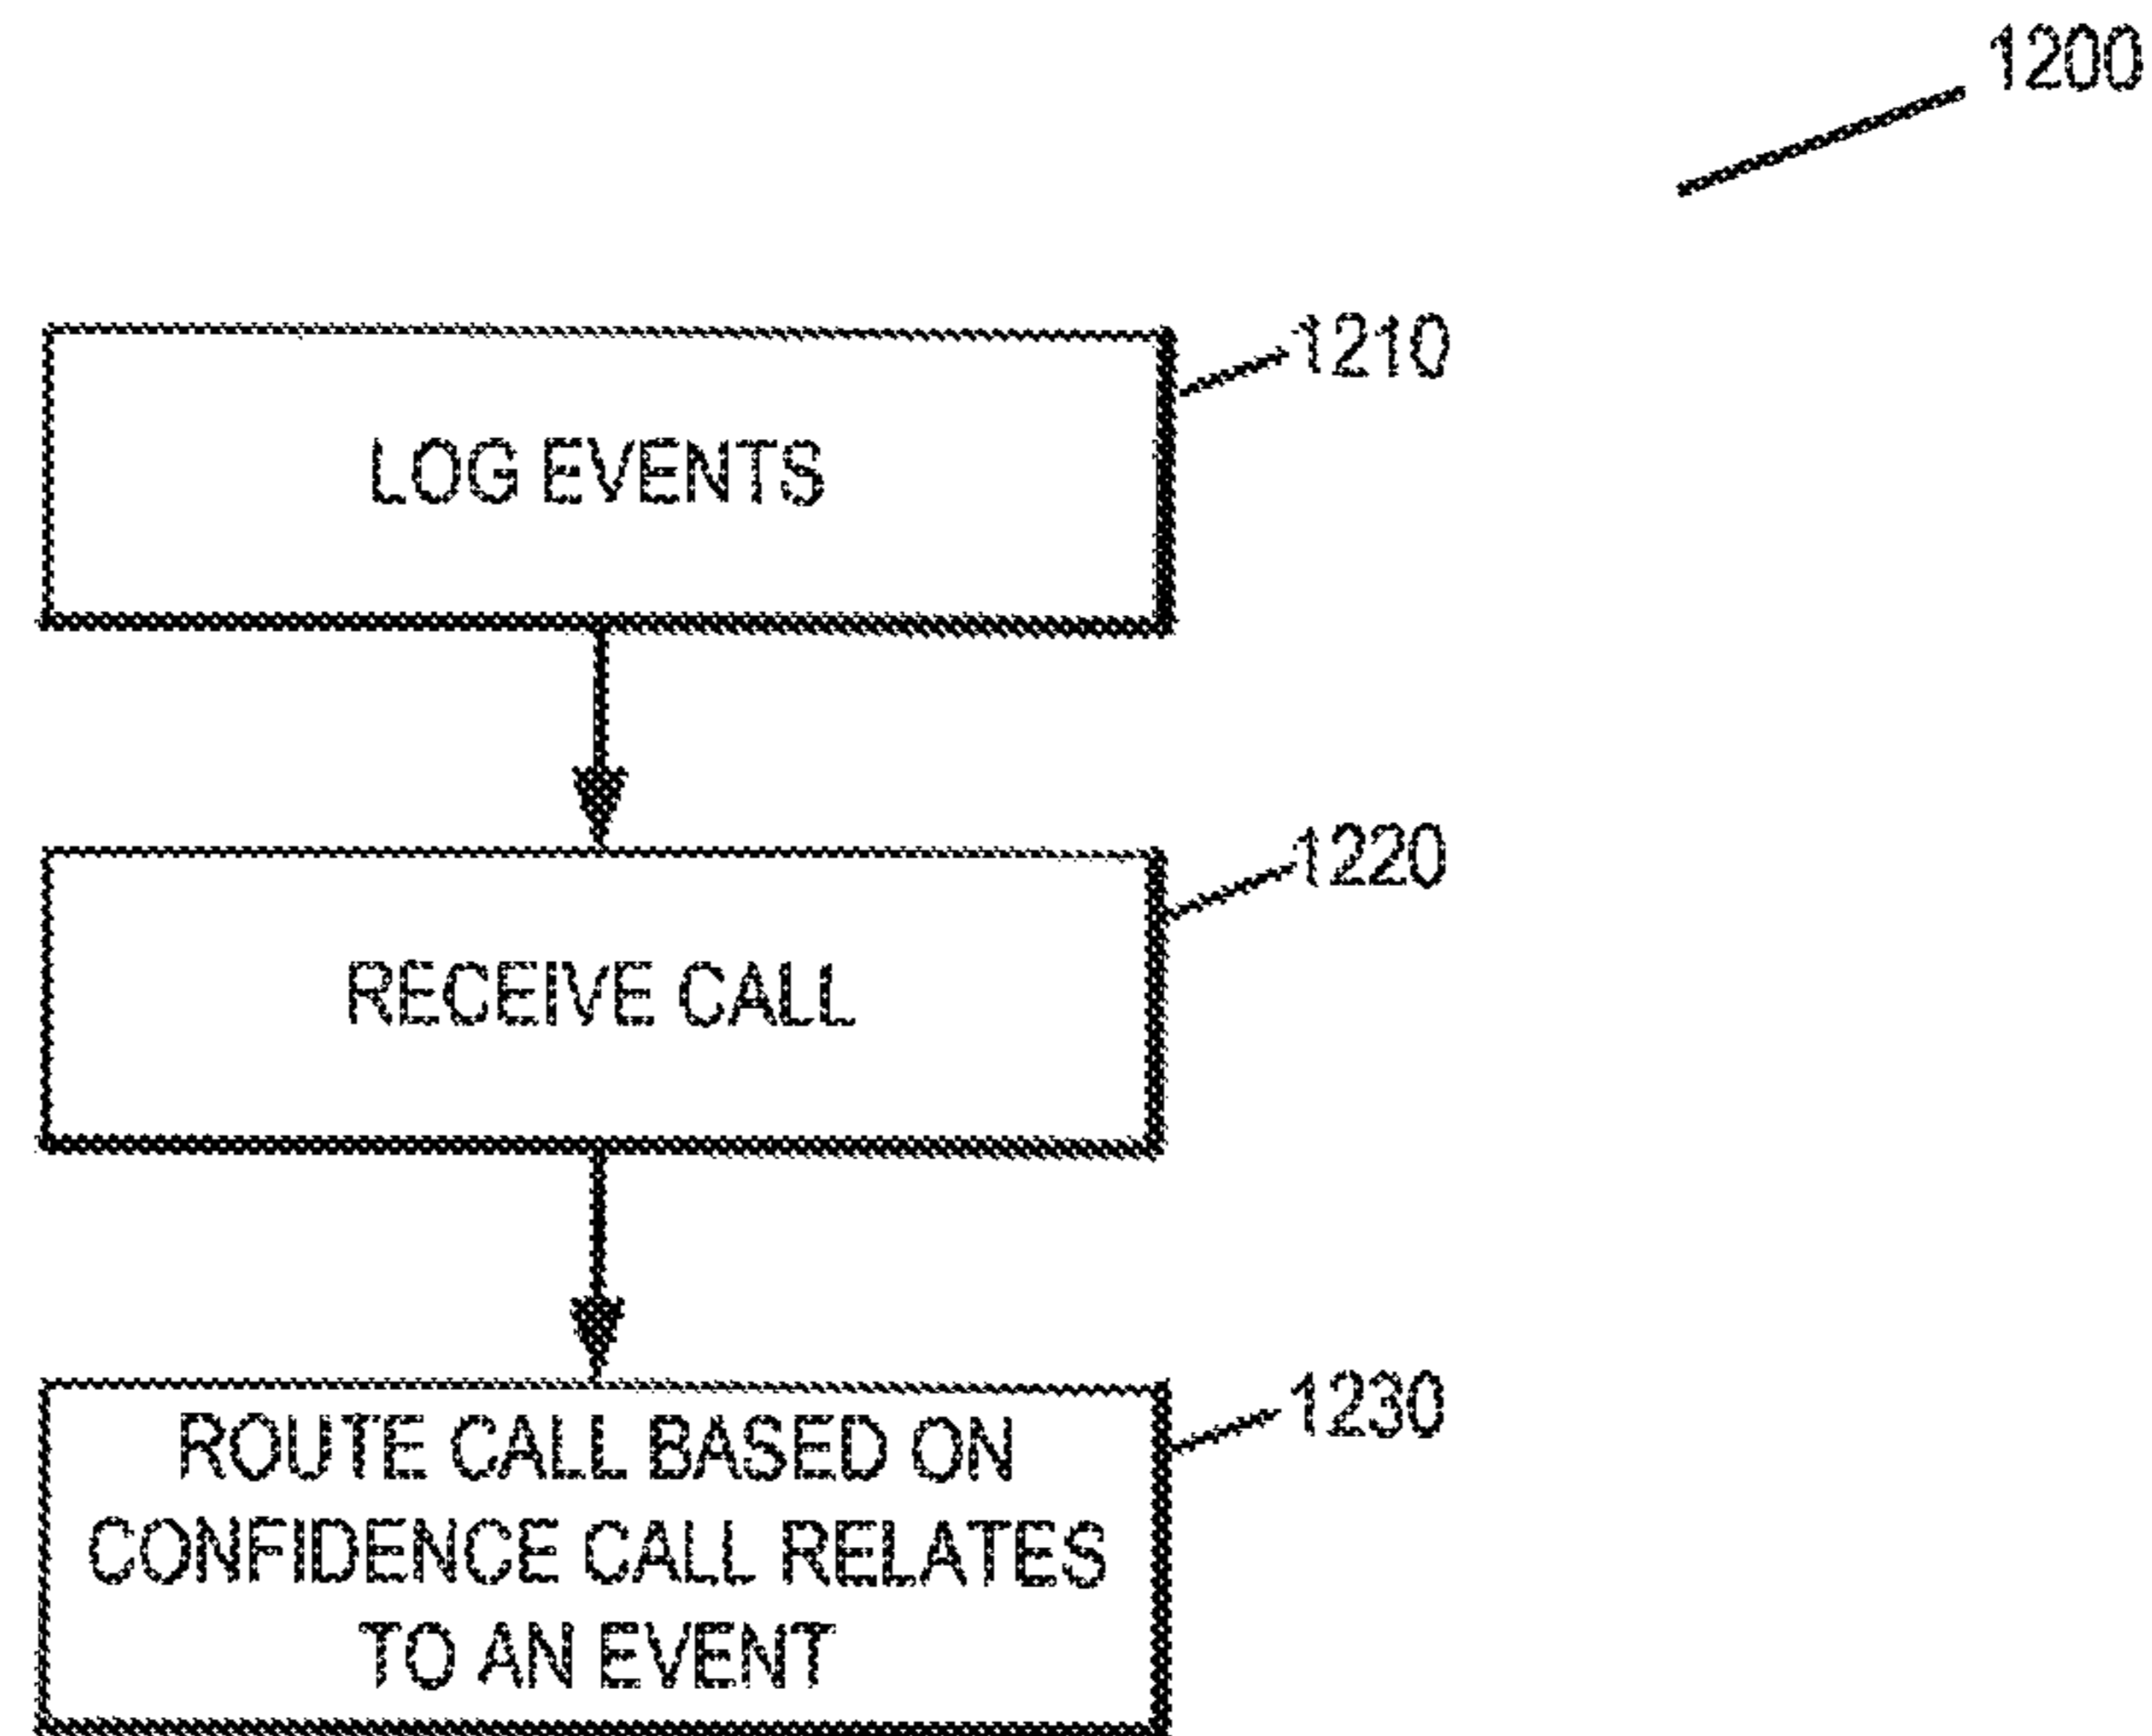 1200
1210
LOG EVENTS
1220
RECEIVE CALL
1230
ROUTE CALL BASED ON
CONFIDENCE CALL RELATES
TO AN EVENT